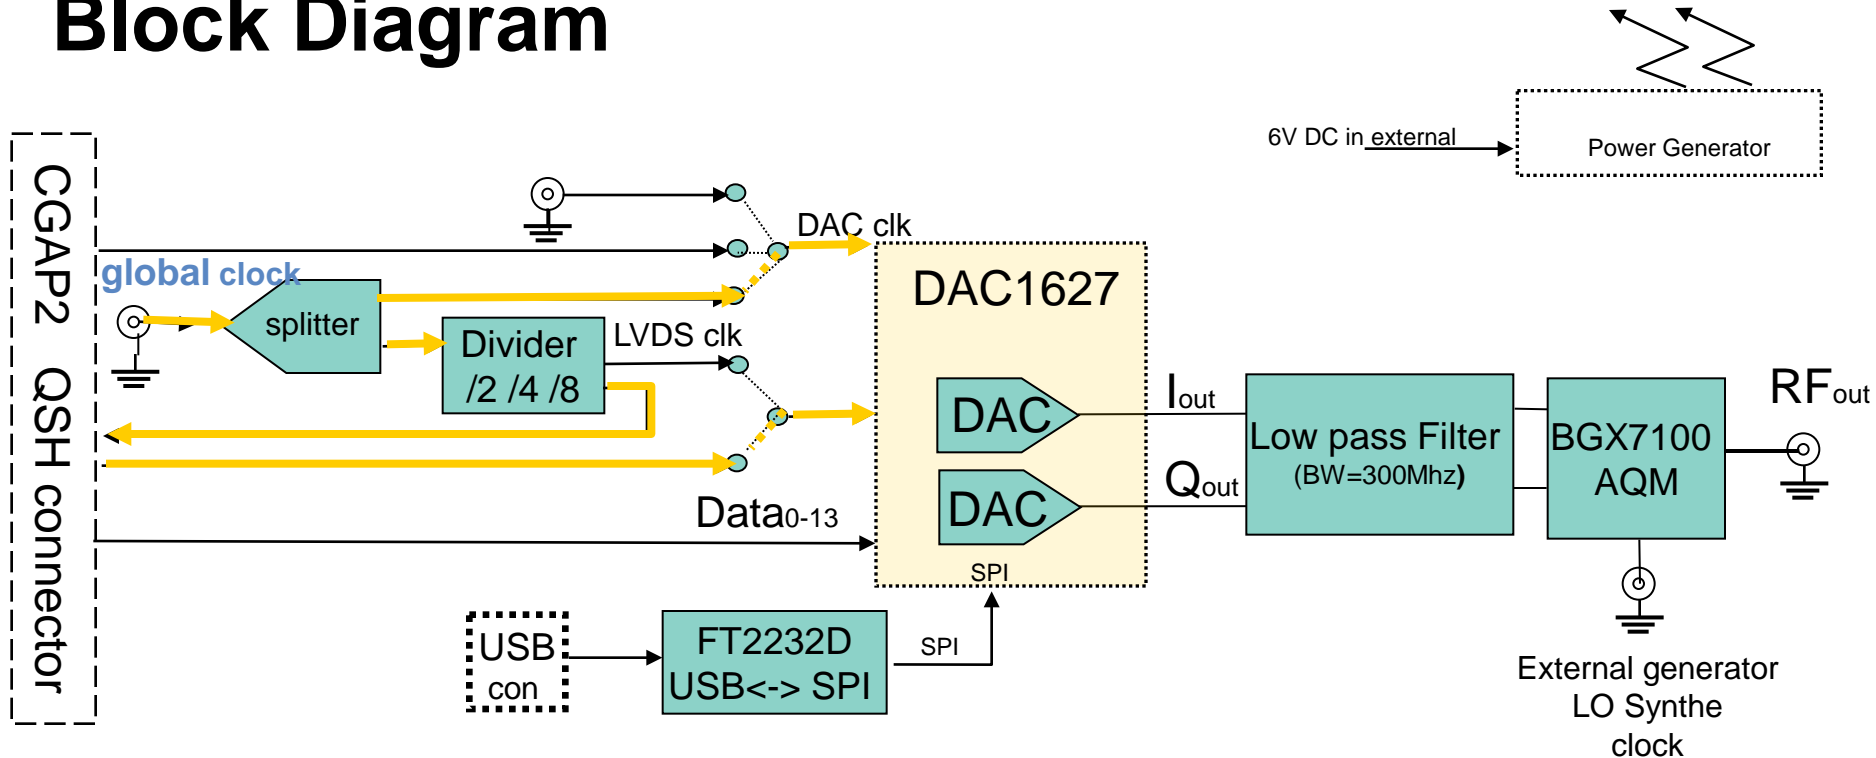 Block Diagram
6V DC in external
Power Generator
CGAP2 QSH connector
DAC clk
global clock
splitter
Divider
/2 /4 /8
LVDS clk
DAC1627
DAC
DAC
Iout
Qout
Low pass Filter
(BW=300Mhz)
BGX7100
AQM
RFout
Data0-13
SPI
USB
con
FT2232D
USB<-> SPI
SPI
External generator
LO Synthe
clock